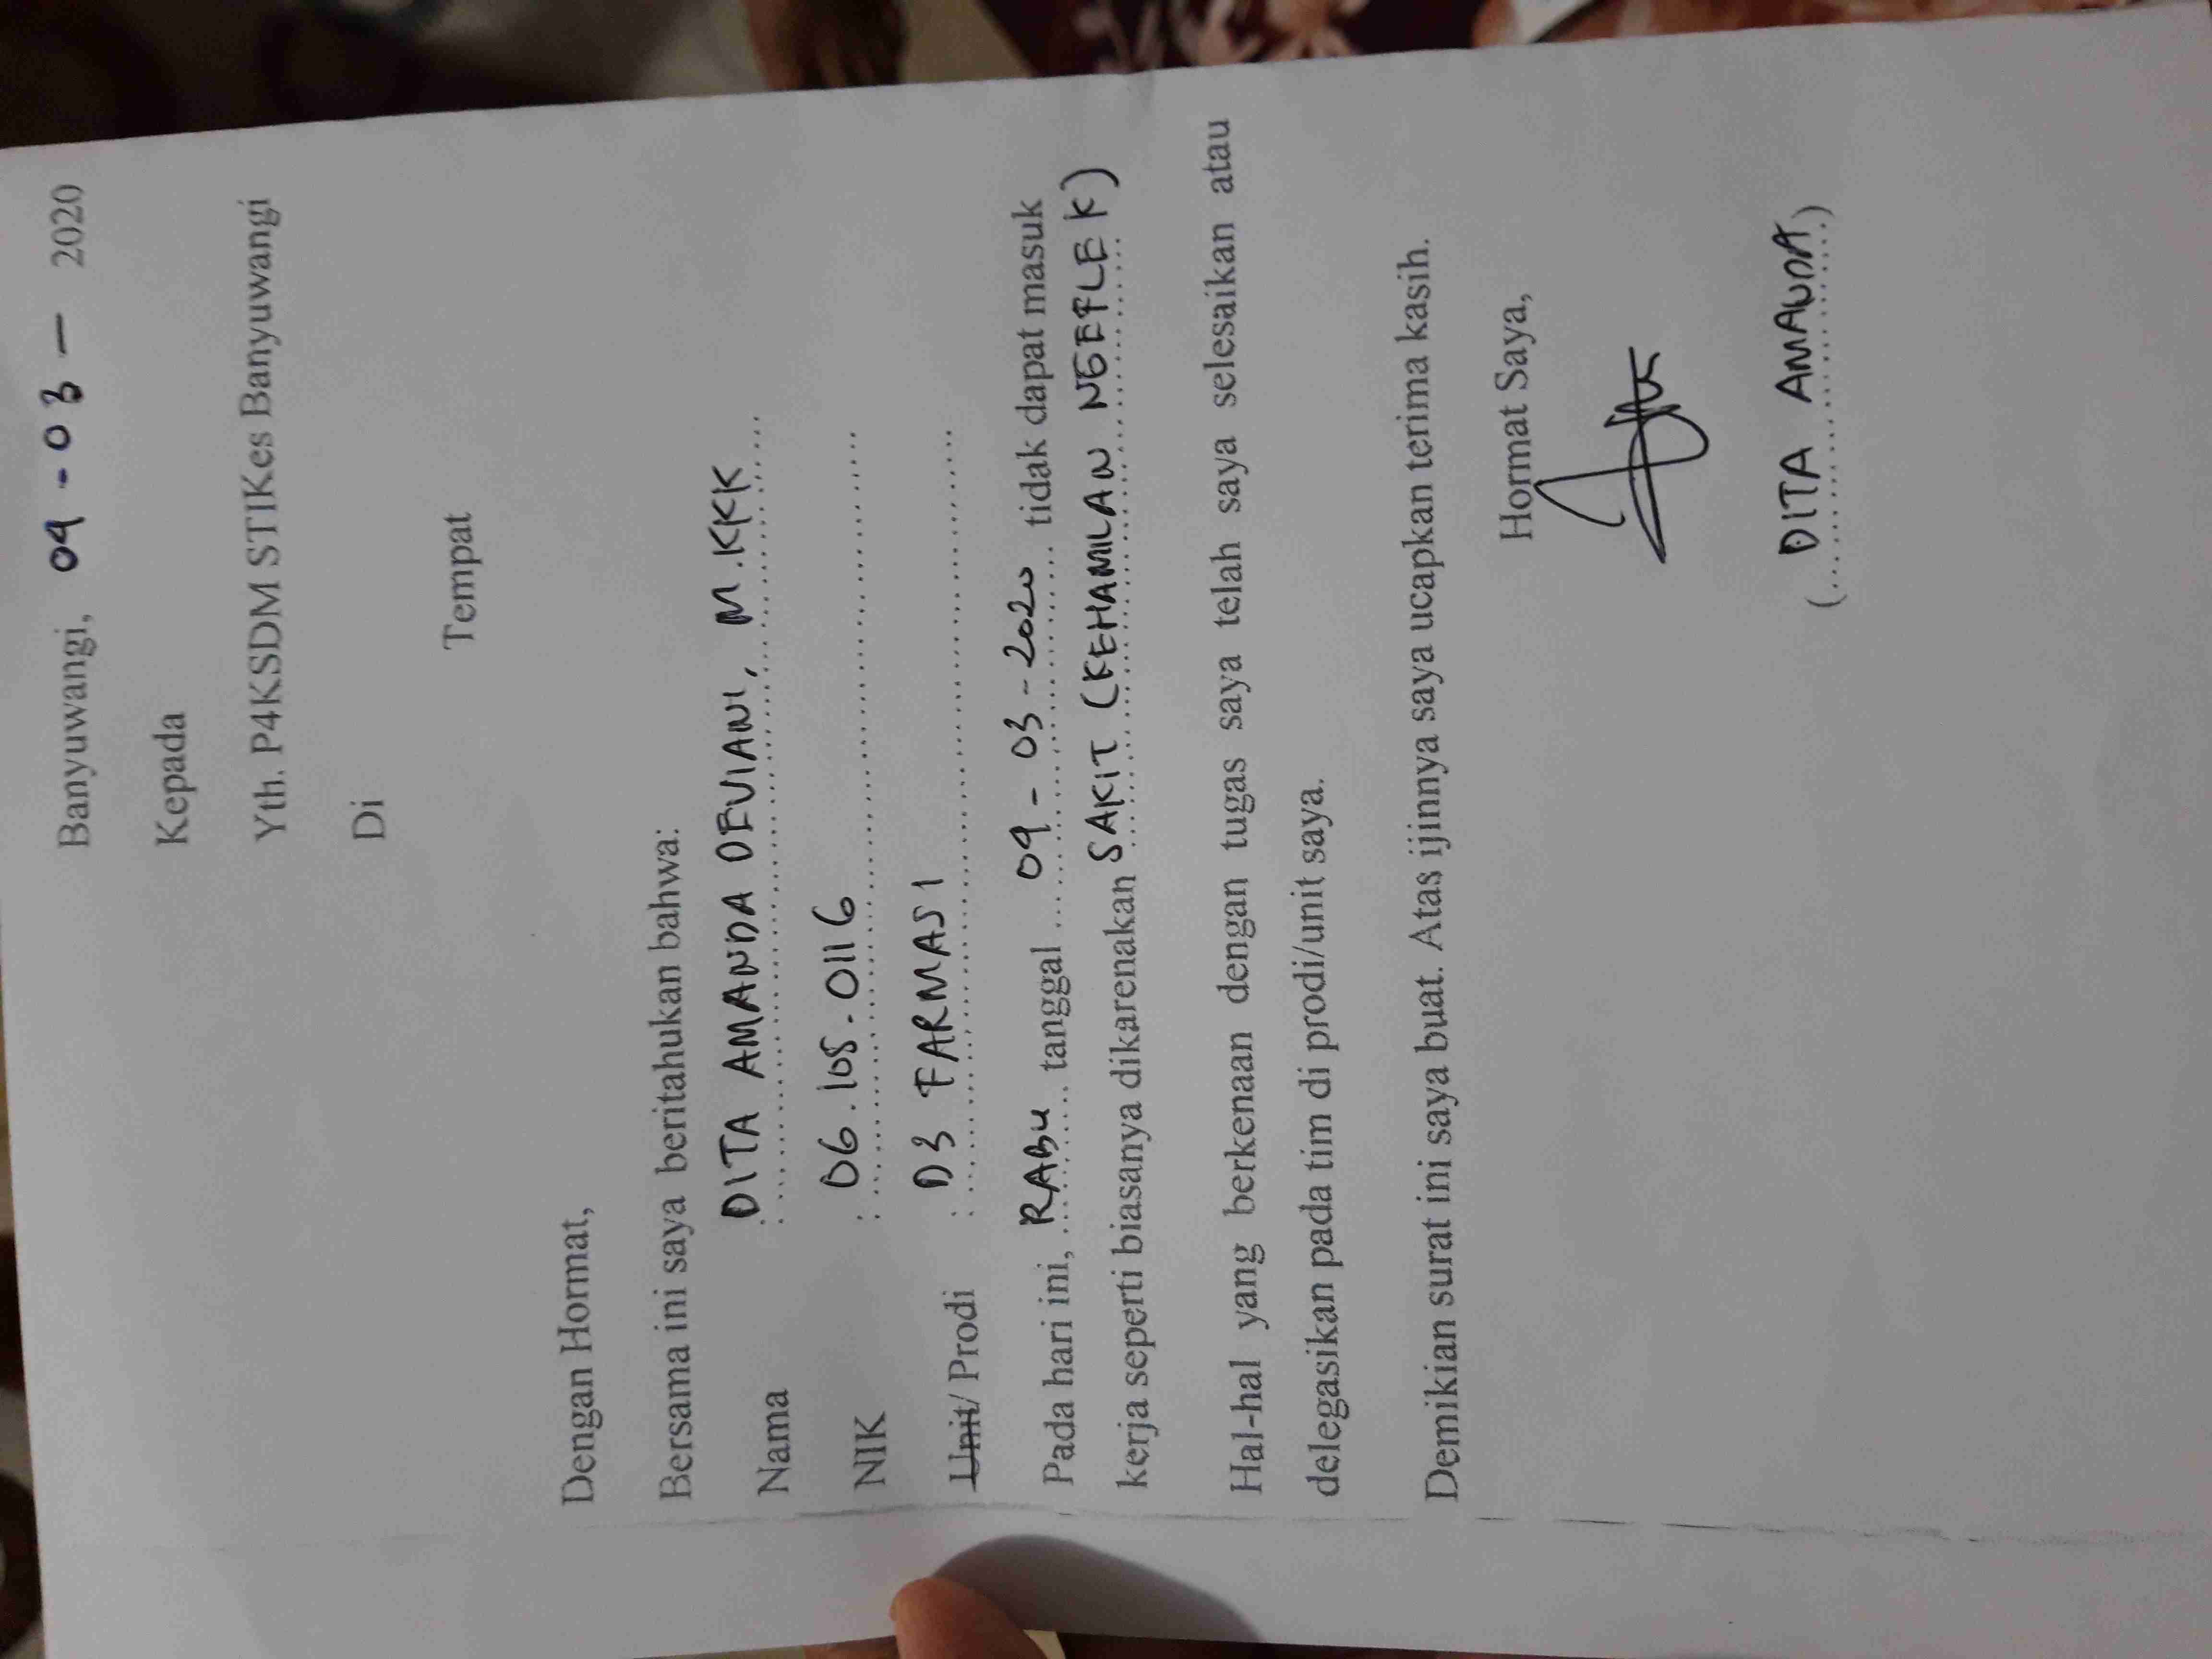 Banyuwangi, 04 - 03 - 2020
Kepada
Yth. P4KSDM STIKes Banyuwangi
Di
Tempat
Dengan Hormat,
Bersama ini saya beritahukan bahwa:
Nama : DITA AMANDA DEVIANI, M.KKK
NIK : 06.105.0116
Unit/ Prodi : D3 FARMASI
Pada hari ini, RABU tanggal 04 - 03 - 2020 tidak dapat masuk
kerja seperti biasanya dikarenakan SAKIT (KEHAMILAN NGEFLEK)
Hal-hal yang berkenaan dengan tugas saya telah saya selesaikan atau
delegasikan pada tim di prodi/unit saya.
Demikian surat ini saya buat. Atas ijinnya saya ucapkan terima kasih.
Hormat Saya,
(DITA AMANDA)